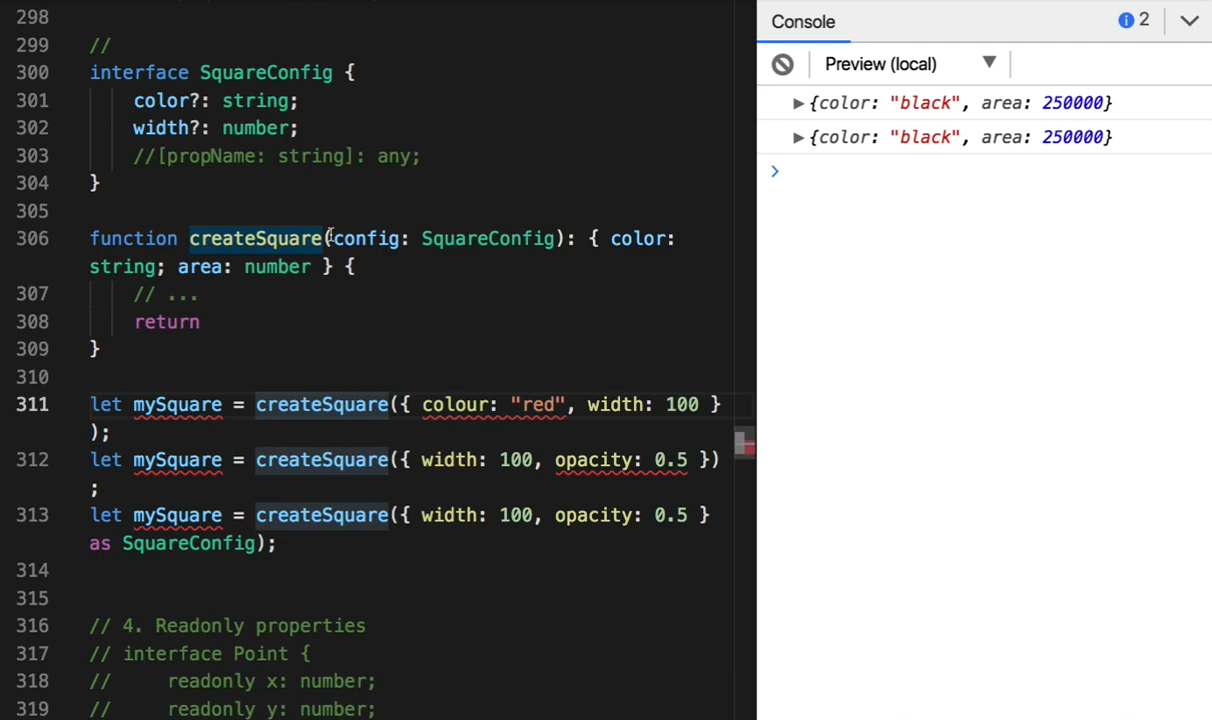 298
299 //
300 interface SquareConfig {
301 color?: string;
302 width?: number;
303 //[propName: string]: any;
304 }
305
306 function createSquare(config: SquareConfig): { color:
string; area: number } {
307 // ...
308 return
309 }
310
311 let mySquare = createSquare({ colour: "red", width: 100 }
);
312 let mySquare = createSquare({ width: 100, opacity: 0.5 })
;
313 let mySquare = createSquare({ width: 100, opacity: 0.5 }
as SquareConfig);
314
315
316 // 4. Readonly properties
317 // interface Point {
318 // readonly x: number;
319 // readonly y: number;
Console
2
Preview (local)
{color: "black", area: 250000}
{color: "black", area: 250000}